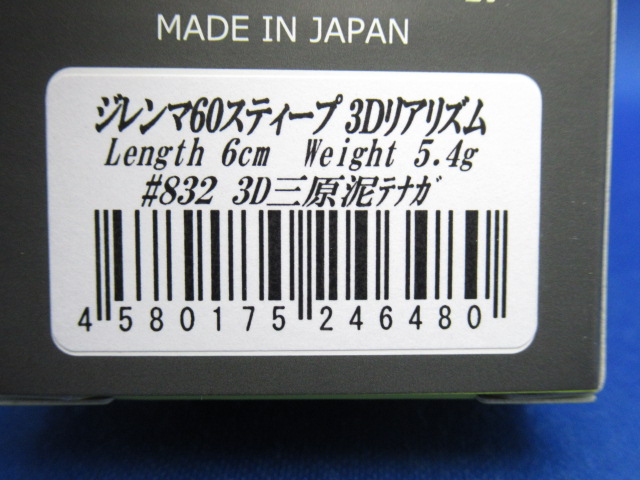 MADE IN JAPAN
ジレンマ60スティープ 3Dリアリズム
Length 6cm Weight 5.4g
#832 3D三原泥ﾃﾅｶﾞ
4 580175 246480